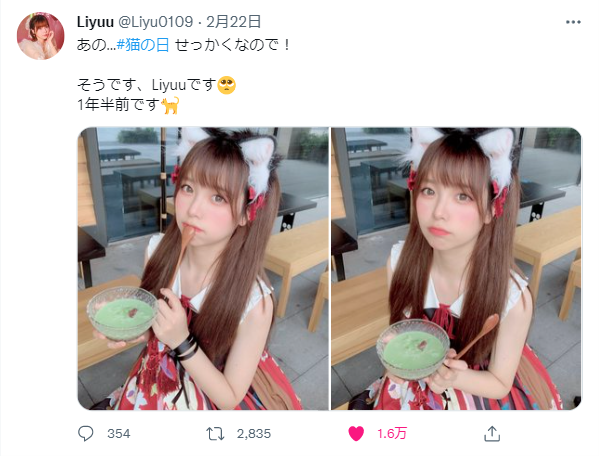 Liyuu @Liyu0109 · 2月22日
あの...#猫の日 せっかくなので！
そうです、Liyuuです🥺
1年半前です🐈
354
2,835
1.6万